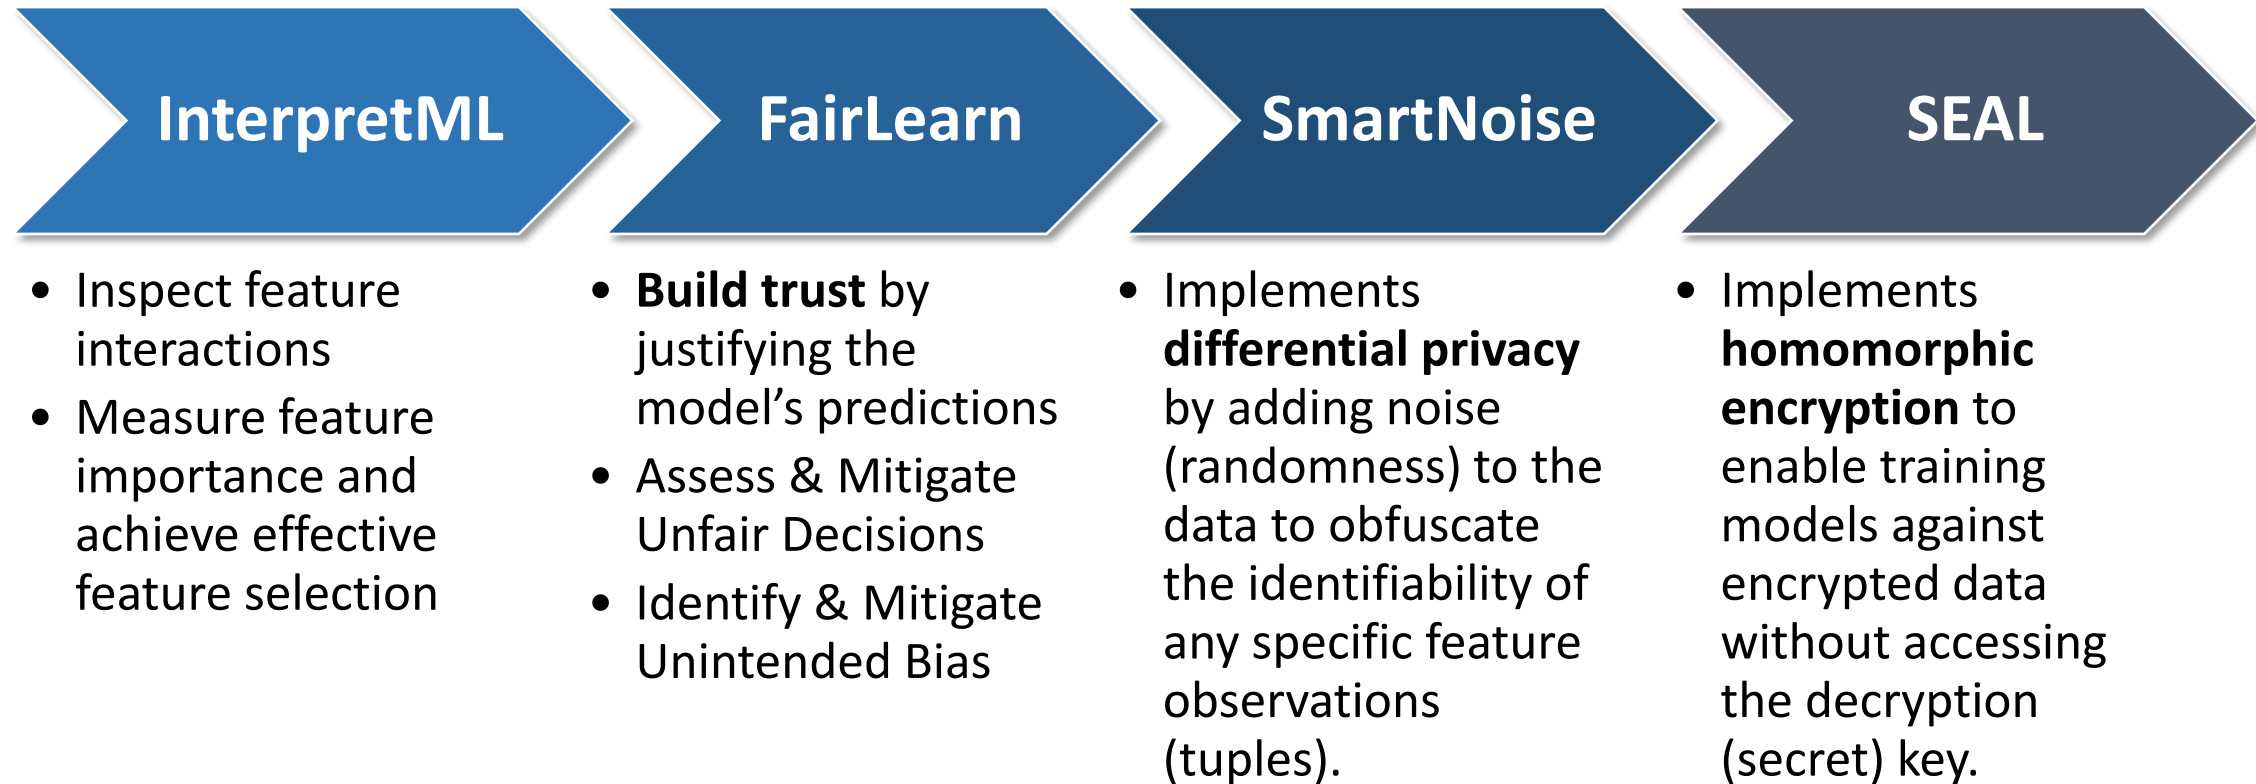 InterpretML
FairLearn
SmartNoise
SEAL
• Inspect feature
interactions
• Measure feature
importance and
achieve effective
feature selection
• Build trust by
justifying the
model’s predictions
• Assess & Mitigate
Unfair Decisions
• Identify & Mitigate
Unintended Bias
• Implements
differential privacy
by adding noise
(randomness) to the
data to obfuscate
the identifiability of
any specific feature
observations
(tuples).
• Implements
homomorphic
encryption to
enable training
models against
encrypted data
without accessing
the decryption
(secret) key.